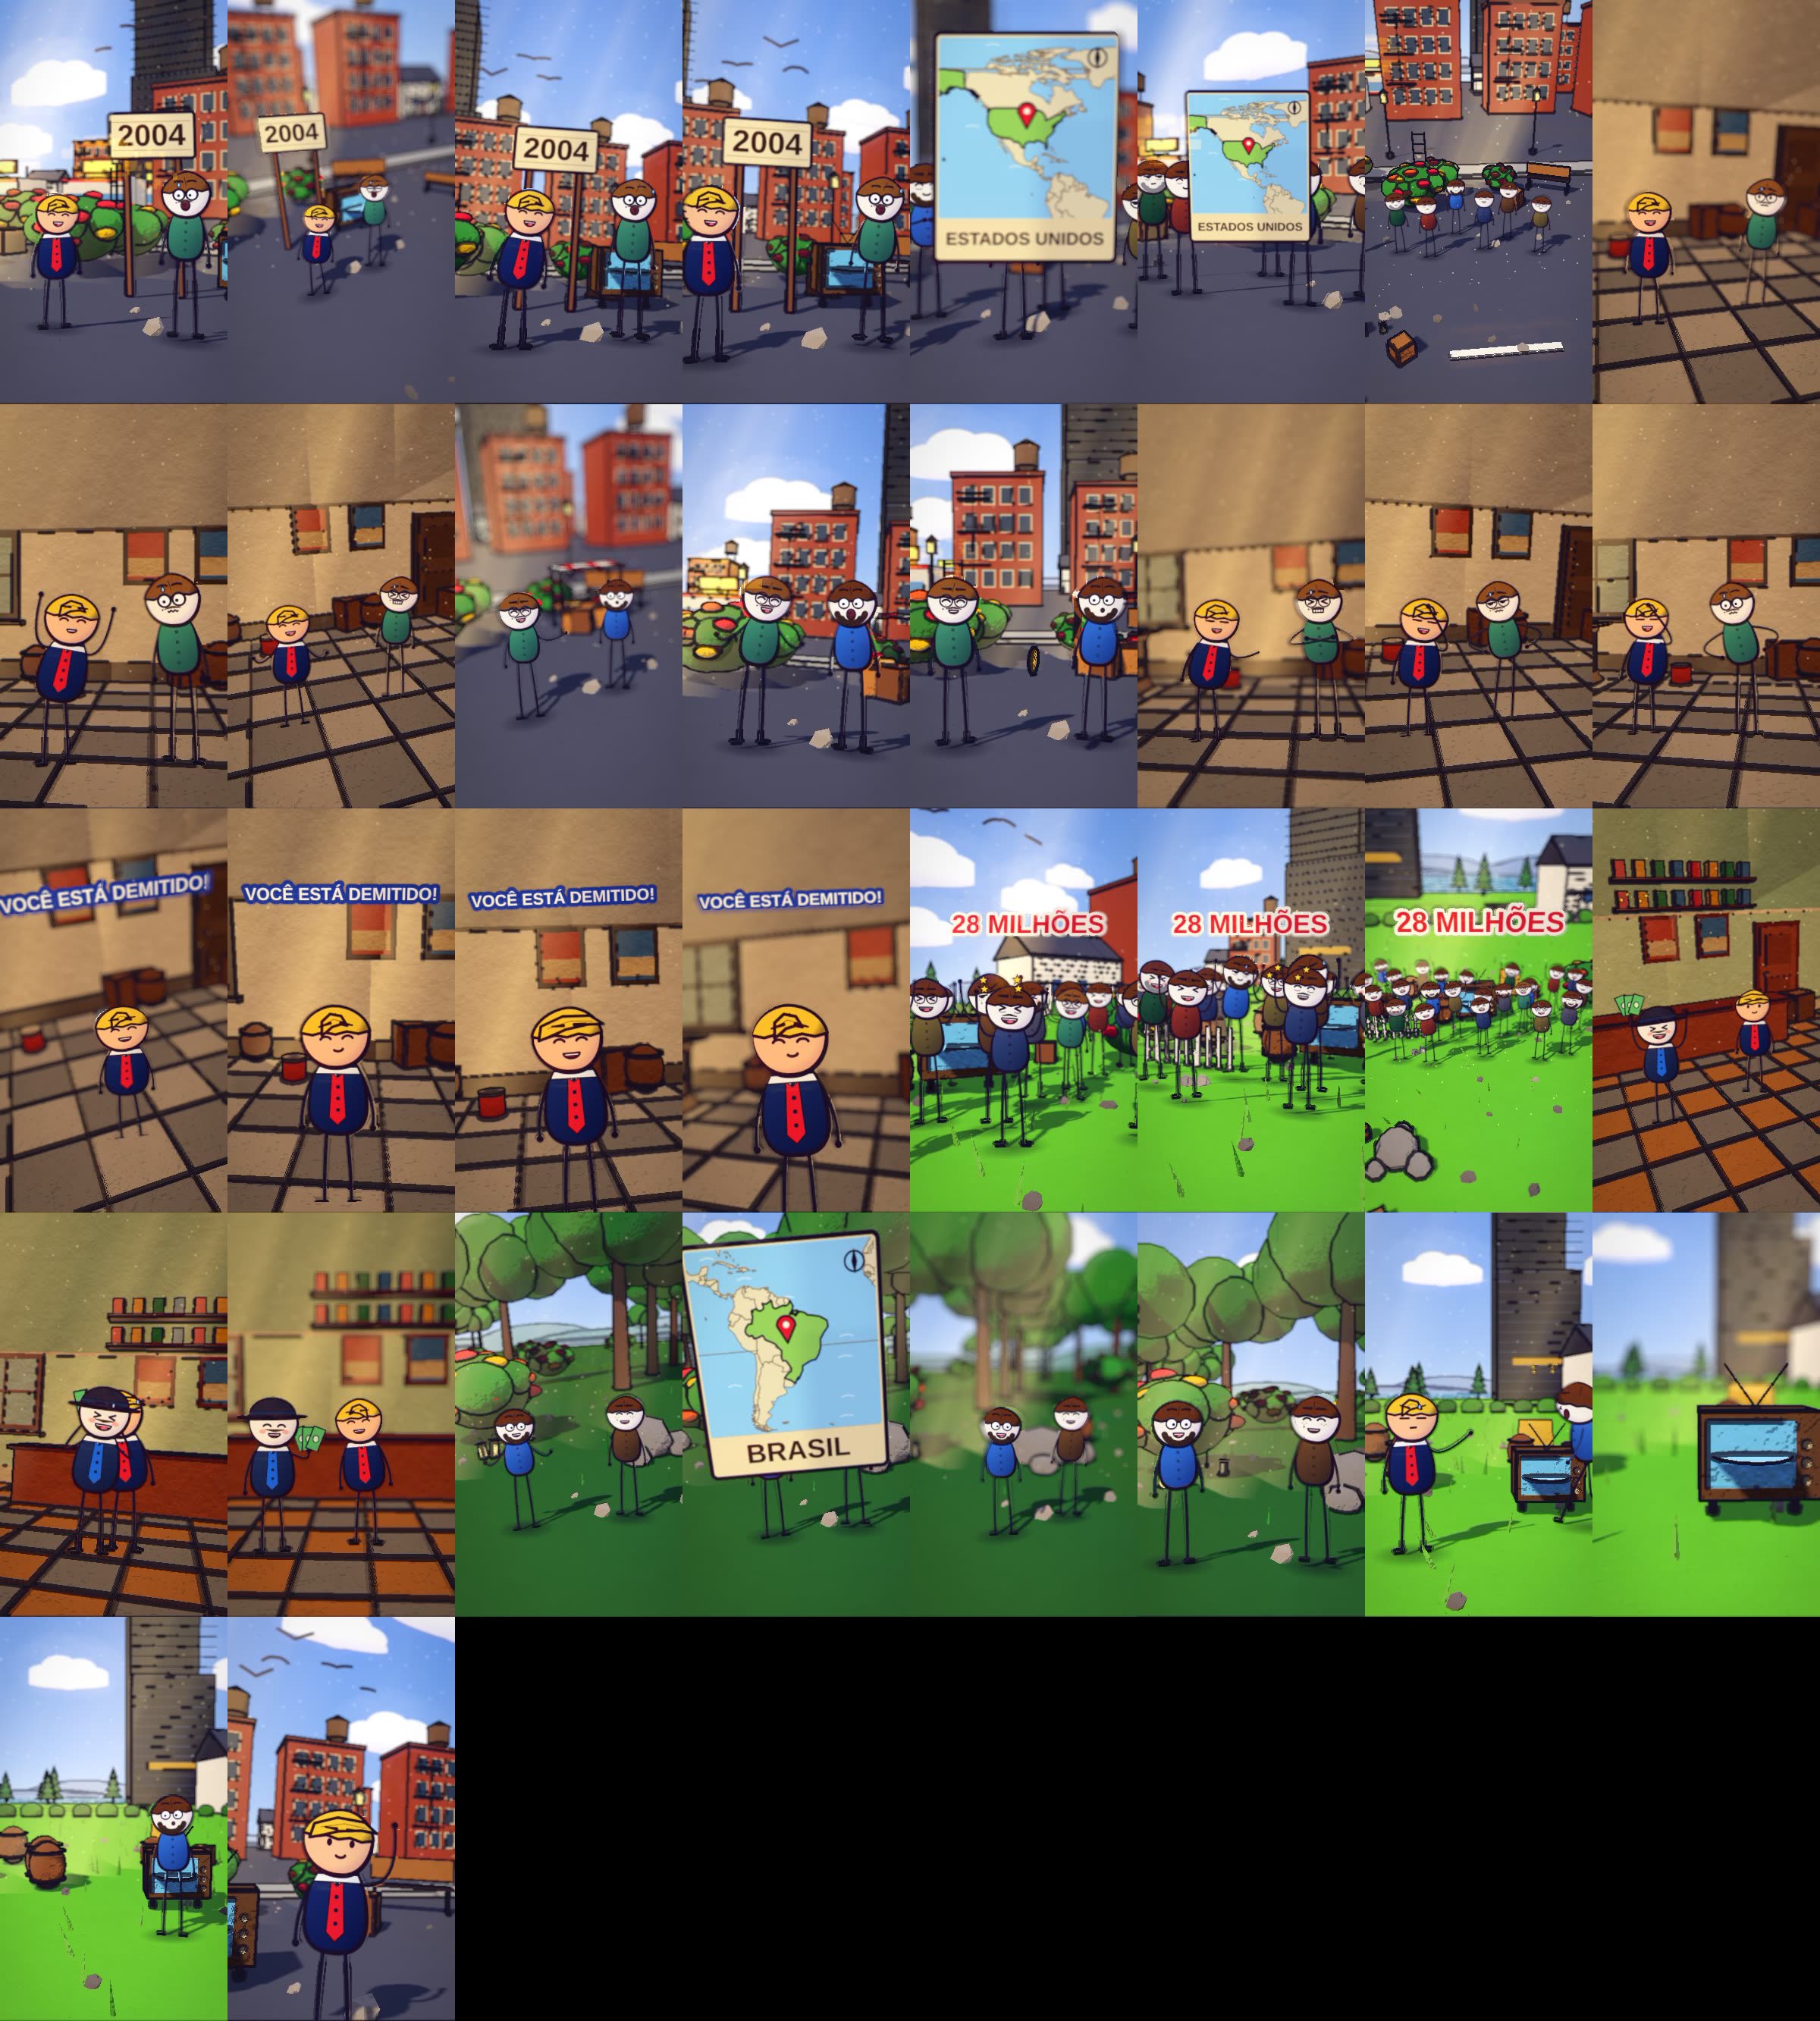 2004
2004
2004
2004
ESTADOS UNIDOS
ESTADOS UNIDOS
VOCÊ ESTÁ DEMITIDO!
VOCÊ ESTÁ DEMITIDO!
VOCÊ ESTÁ DEMITIDO!
VOCÊ ESTÁ DEMITIDO!
28 MILHÕES
28 MILHÕES
28 MILHÕES
BRASIL